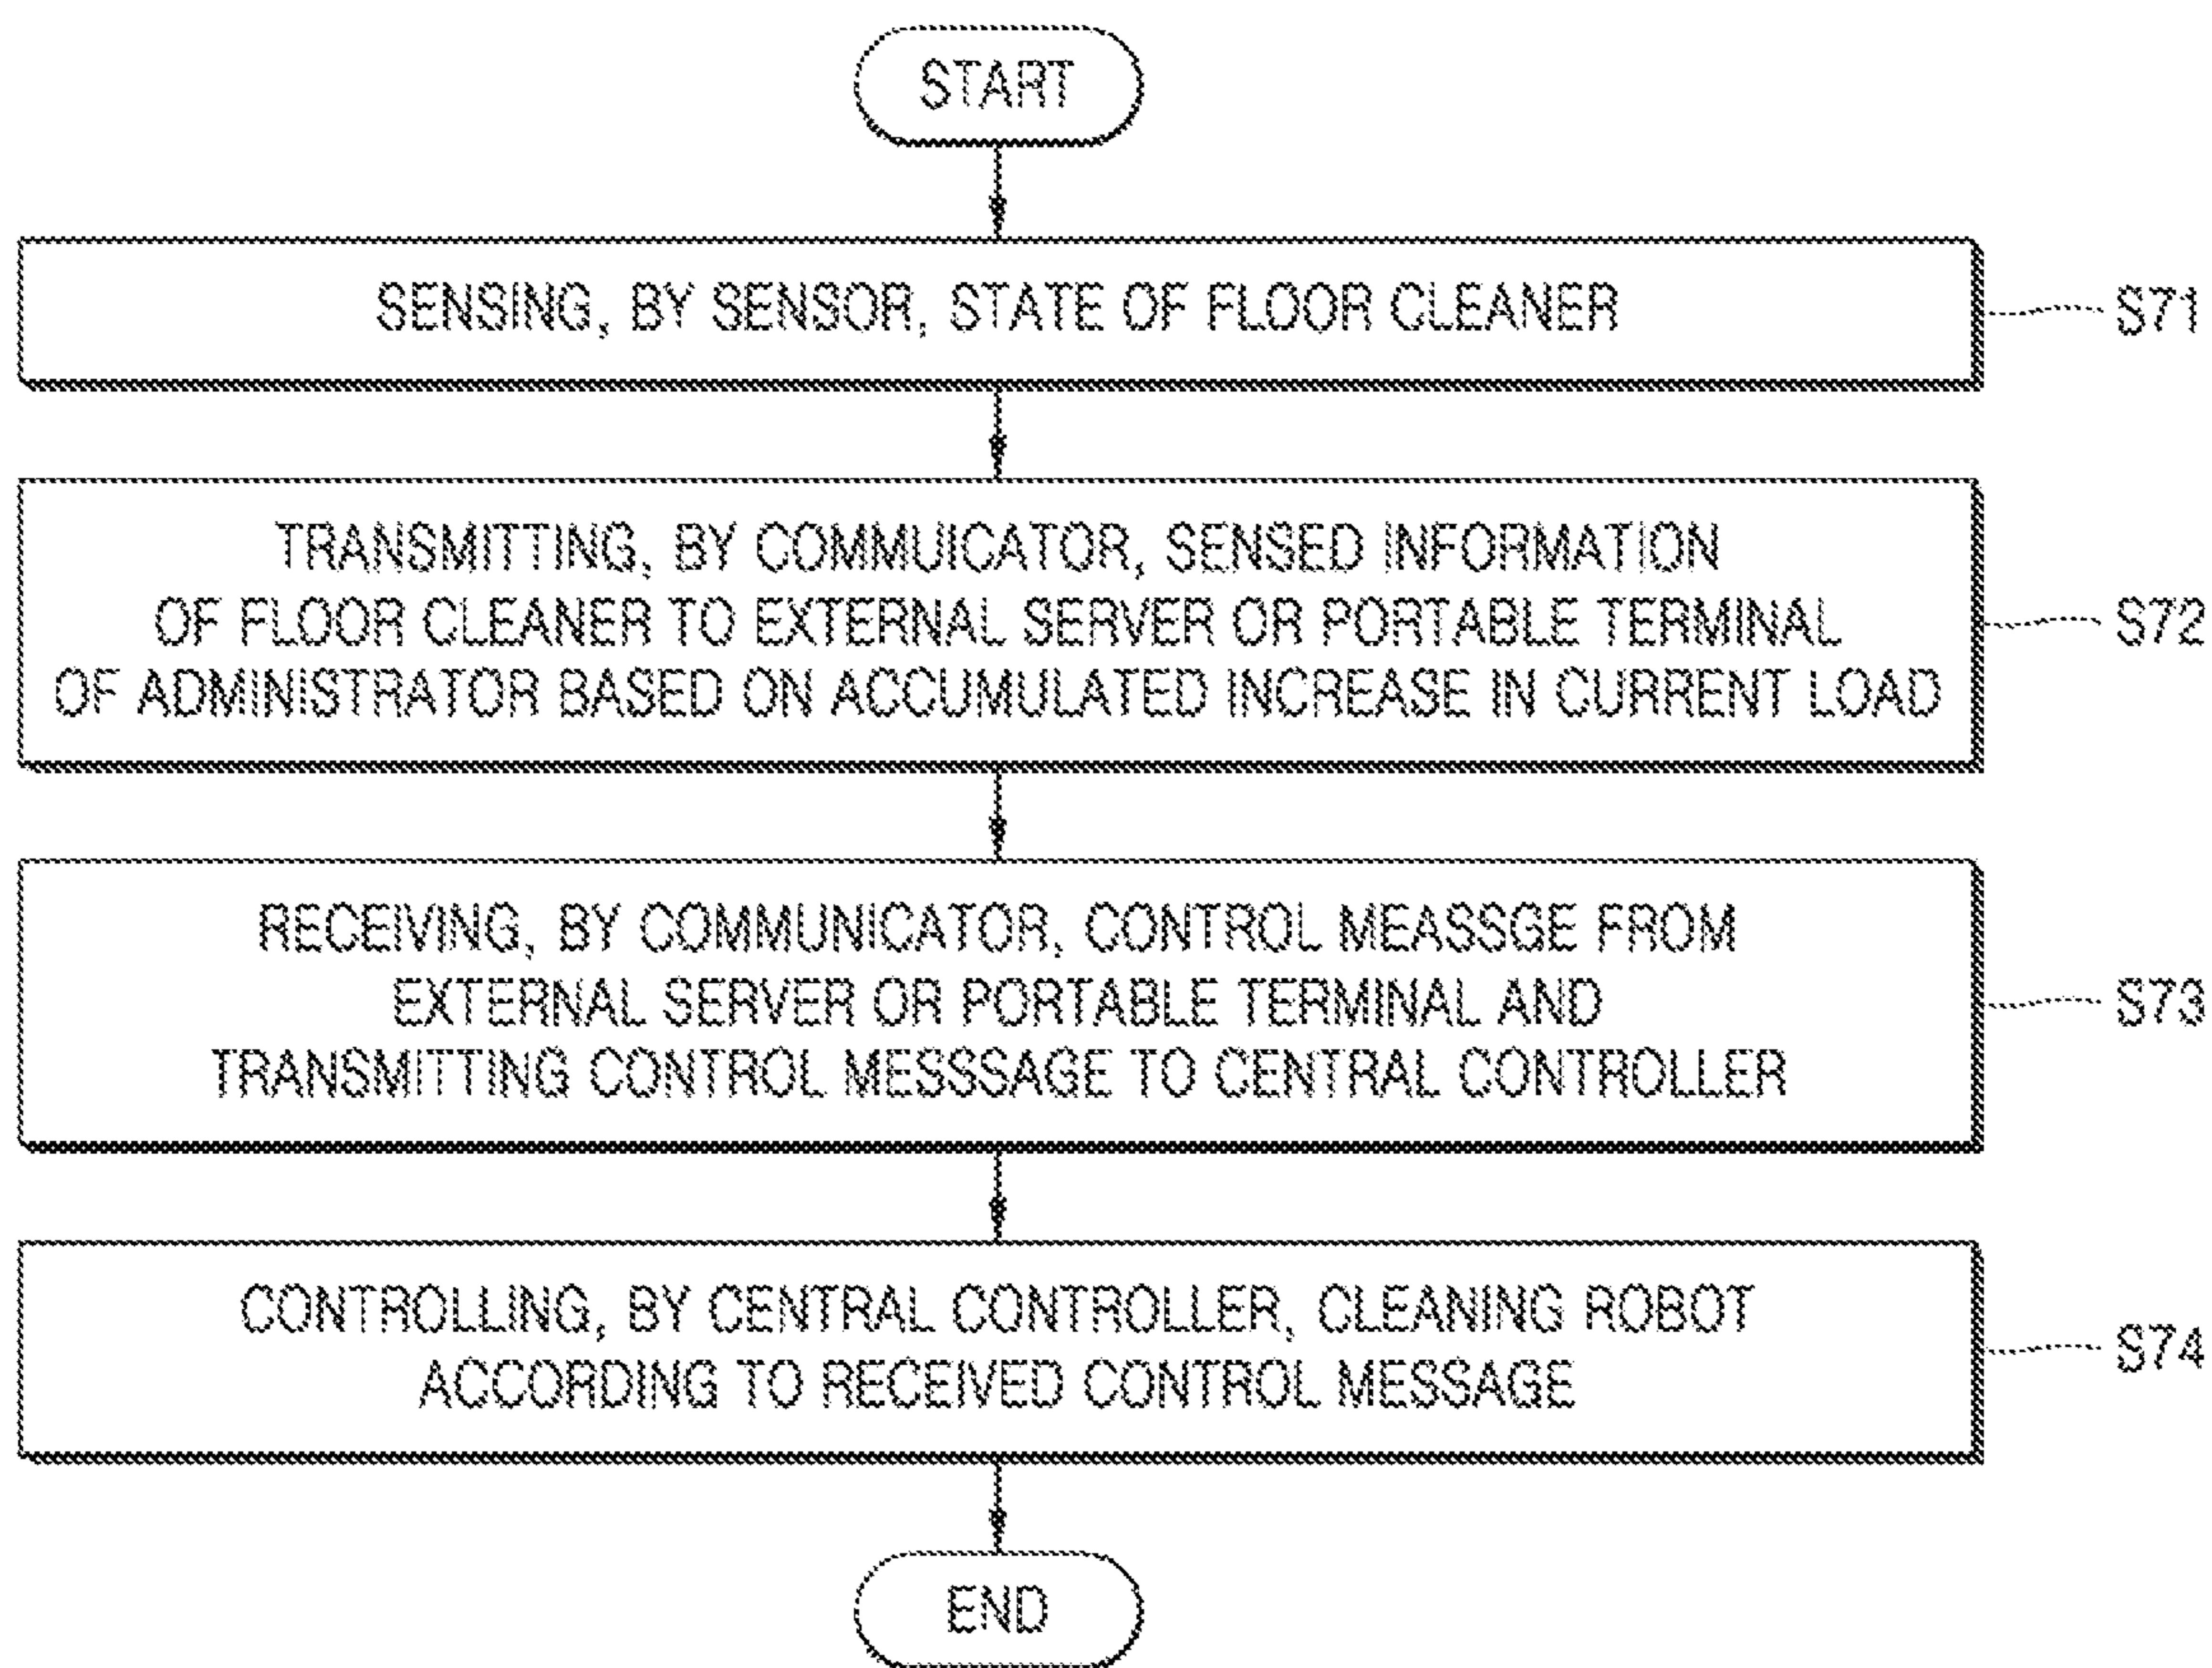 START
SENSING, BY SENSOR, STATE OF FLOOR CLEANER
S71
TRANSMITTING, BY COMMUICATOR, SENSED INFORMATION
OF FLOOR CLEANER TO EXTERNAL SERVER OR PORTABLE TERMINAL
OF ADMINISTRATOR BASED ON ACCUMULATED INCREASE IN CURRENT LOAD
S72
RECEIVING, BY COMMUNICATOR, CONTROL MEASSGE FROM
EXTERNAL SERVER OR PORTABLE TERMINAL AND
TRANSMITTING CONTROL MESSSAGE TO CENTRAL CONTROLLER
S73
CONTROLLING, BY CENTRAL CONTROLLER, CLEANING ROBOT
ACCORDING TO RECEIVED CONTROL MESSAGE
S74
END